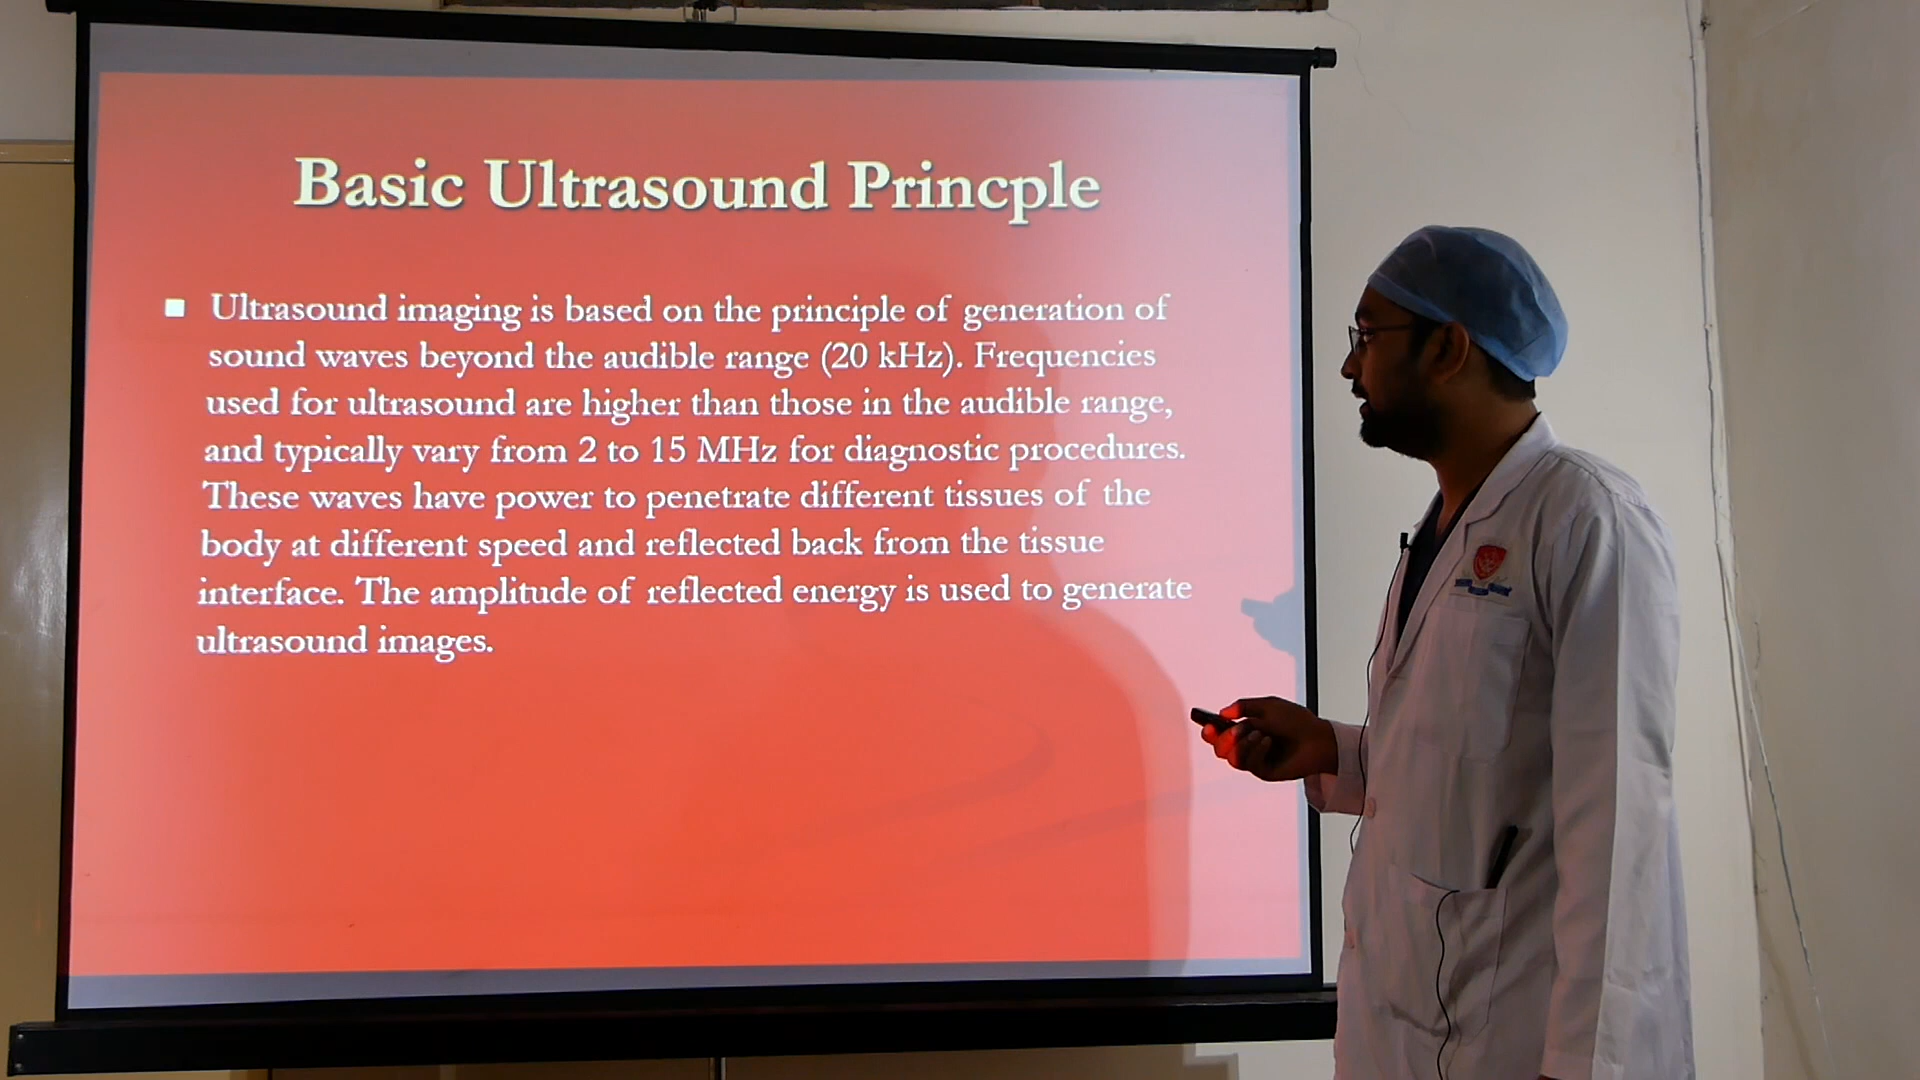 Basic Ultrasound Princple
Ultrasound imaging is based on the principle of generation of
sound waves beyond the audible range (20 kHz). Frequencies
used for ultrasound are higher than those in the audible range,
and typically vary from 2 to 15 MHz for diagnostic procedures.
These waves have power to penetrate different tissues of the
body at different speed and reflected back from the tissue
interface. The amplitude of reflected energy is used to generate
ultrasound images.